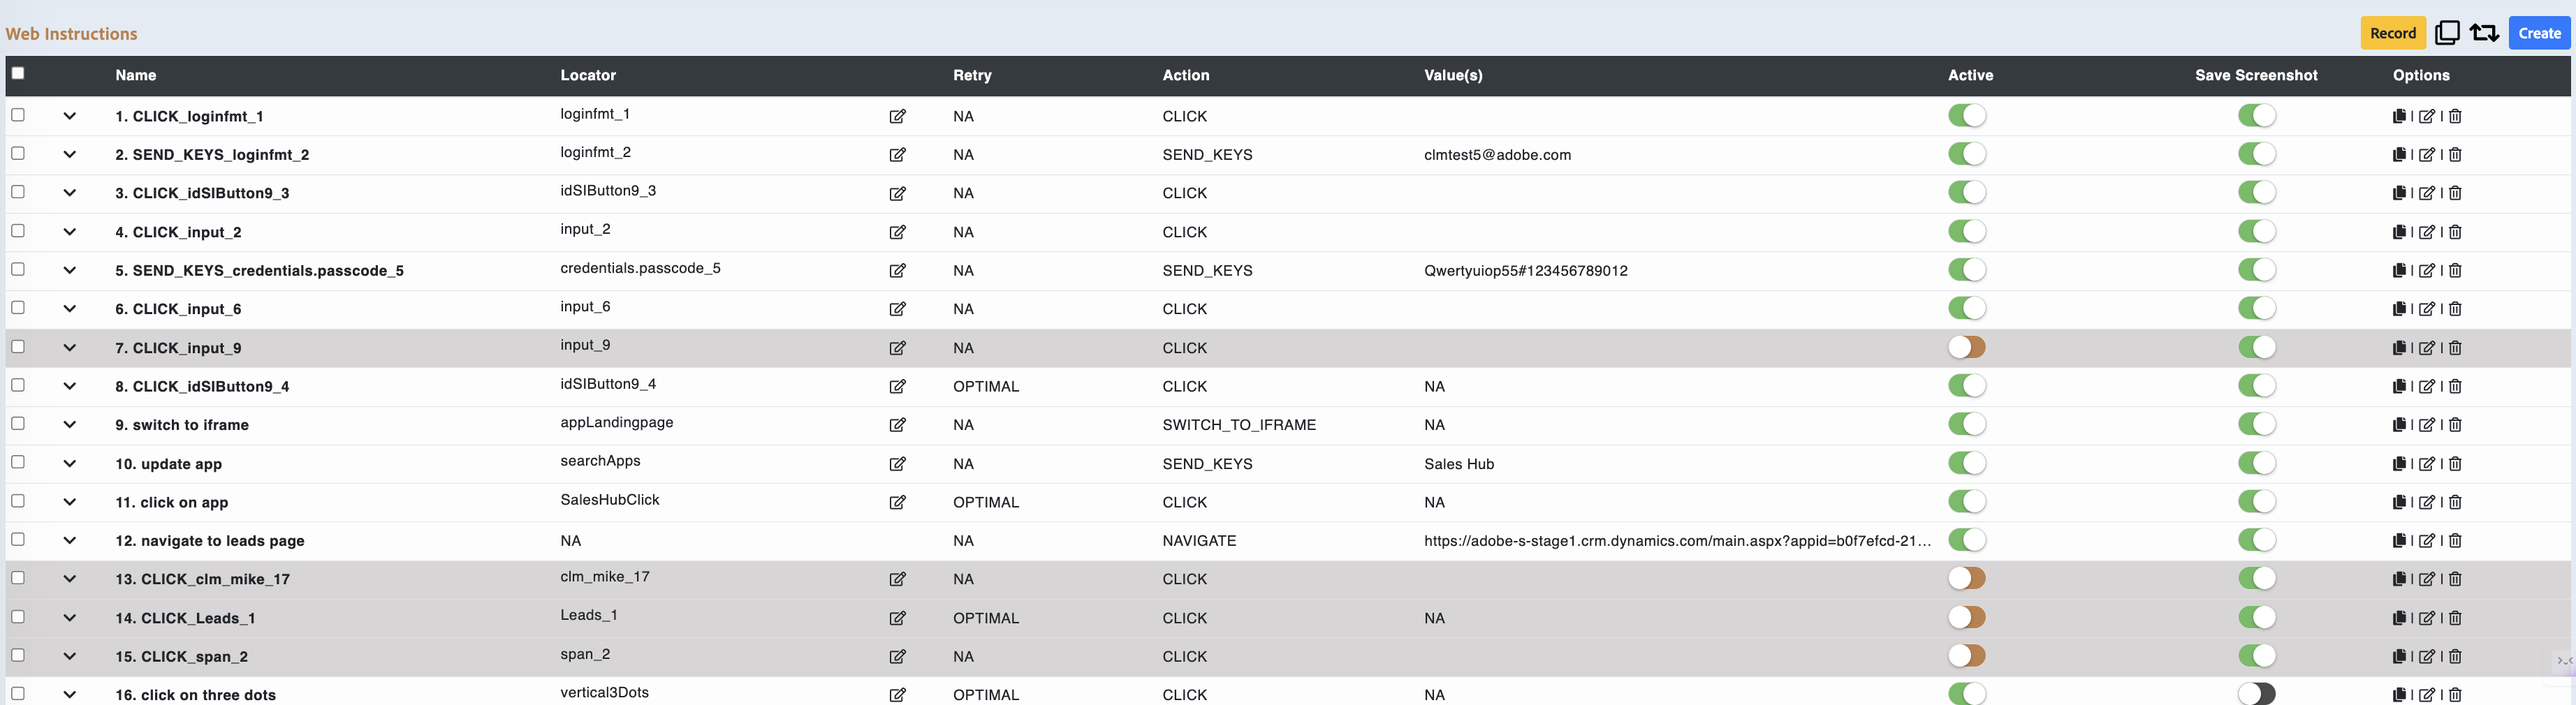 Web Instructions Record Create
Name Locator Retry Action Value(s) Active Save Screenshot Options
1. CLICK_loginfmt_1 loginfmt_1 NA CLICK
2. SEND_KEYS_loginfmt_2 loginfmt_2 NA SEND_KEYS clmtest5@adobe.com
3. CLICK_idSIButton9_3 idSIButton9_3 NA CLICK
4. CLICK_input_2 input_2 NA CLICK
5. SEND_KEYS_credentials.passcode_5 credentials.passcode_5 NA SEND_KEYS Qwertyuiop55#123456789012
6. CLICK_input_6 input_6 NA CLICK
7. CLICK_input_9 input_9 NA CLICK
8. CLICK_idSIButton9_4 idSIButton9_4 OPTIMAL CLICK NA
9. switch to iframe appLandingpage NA SWITCH_TO_IFRAME NA
10. update app searchApps NA SEND_KEYS Sales Hub
11. click on app SalesHubClick OPTIMAL CLICK NA
12. navigate to leads page NA NA NAVIGATE https://adobe-s-stage1.crm.dynamics.com/main.aspx?appid=b0f7efcd-21...
13. CLICK_clm_mike_17 clm_mike_17 NA CLICK
14. CLICK_Leads_1 Leads_1 OPTIMAL CLICK NA
15. CLICK_span_2 span_2 NA CLICK
16. click on three dots vertical3Dots OPTIMAL CLICK NA